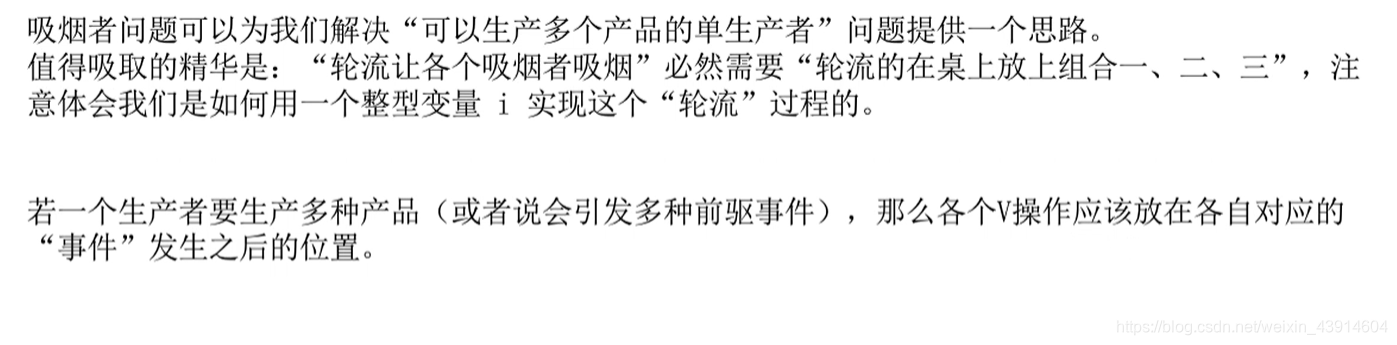 吸烟者问题可以为我们解决“可以生产多个产品的单生产者”问题提供一个思路。
值得吸取的精华是：“轮流让各个吸烟者吸烟”必然需要“轮流的在桌上放上组合一、二、三”，注
意体会我们是如何用一个整型变量 i 实现这个“轮流”过程的。
若一个生产者要生产多种产品（或者说会引发多种前驱事件），那么各个V操作应该放在各自对应的
“事件”发生之后的位置。
https://blog.csdn.net/weixin_43914604